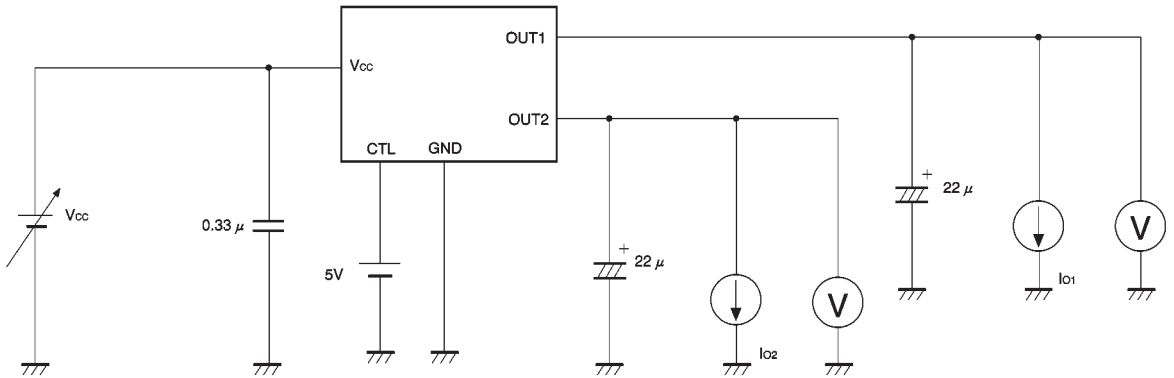 OUT1
Vcc
OUT2
CTL GND
22 μ
Vcc
0.33 μ
V
5V
22 μ
V
Io1
Io2